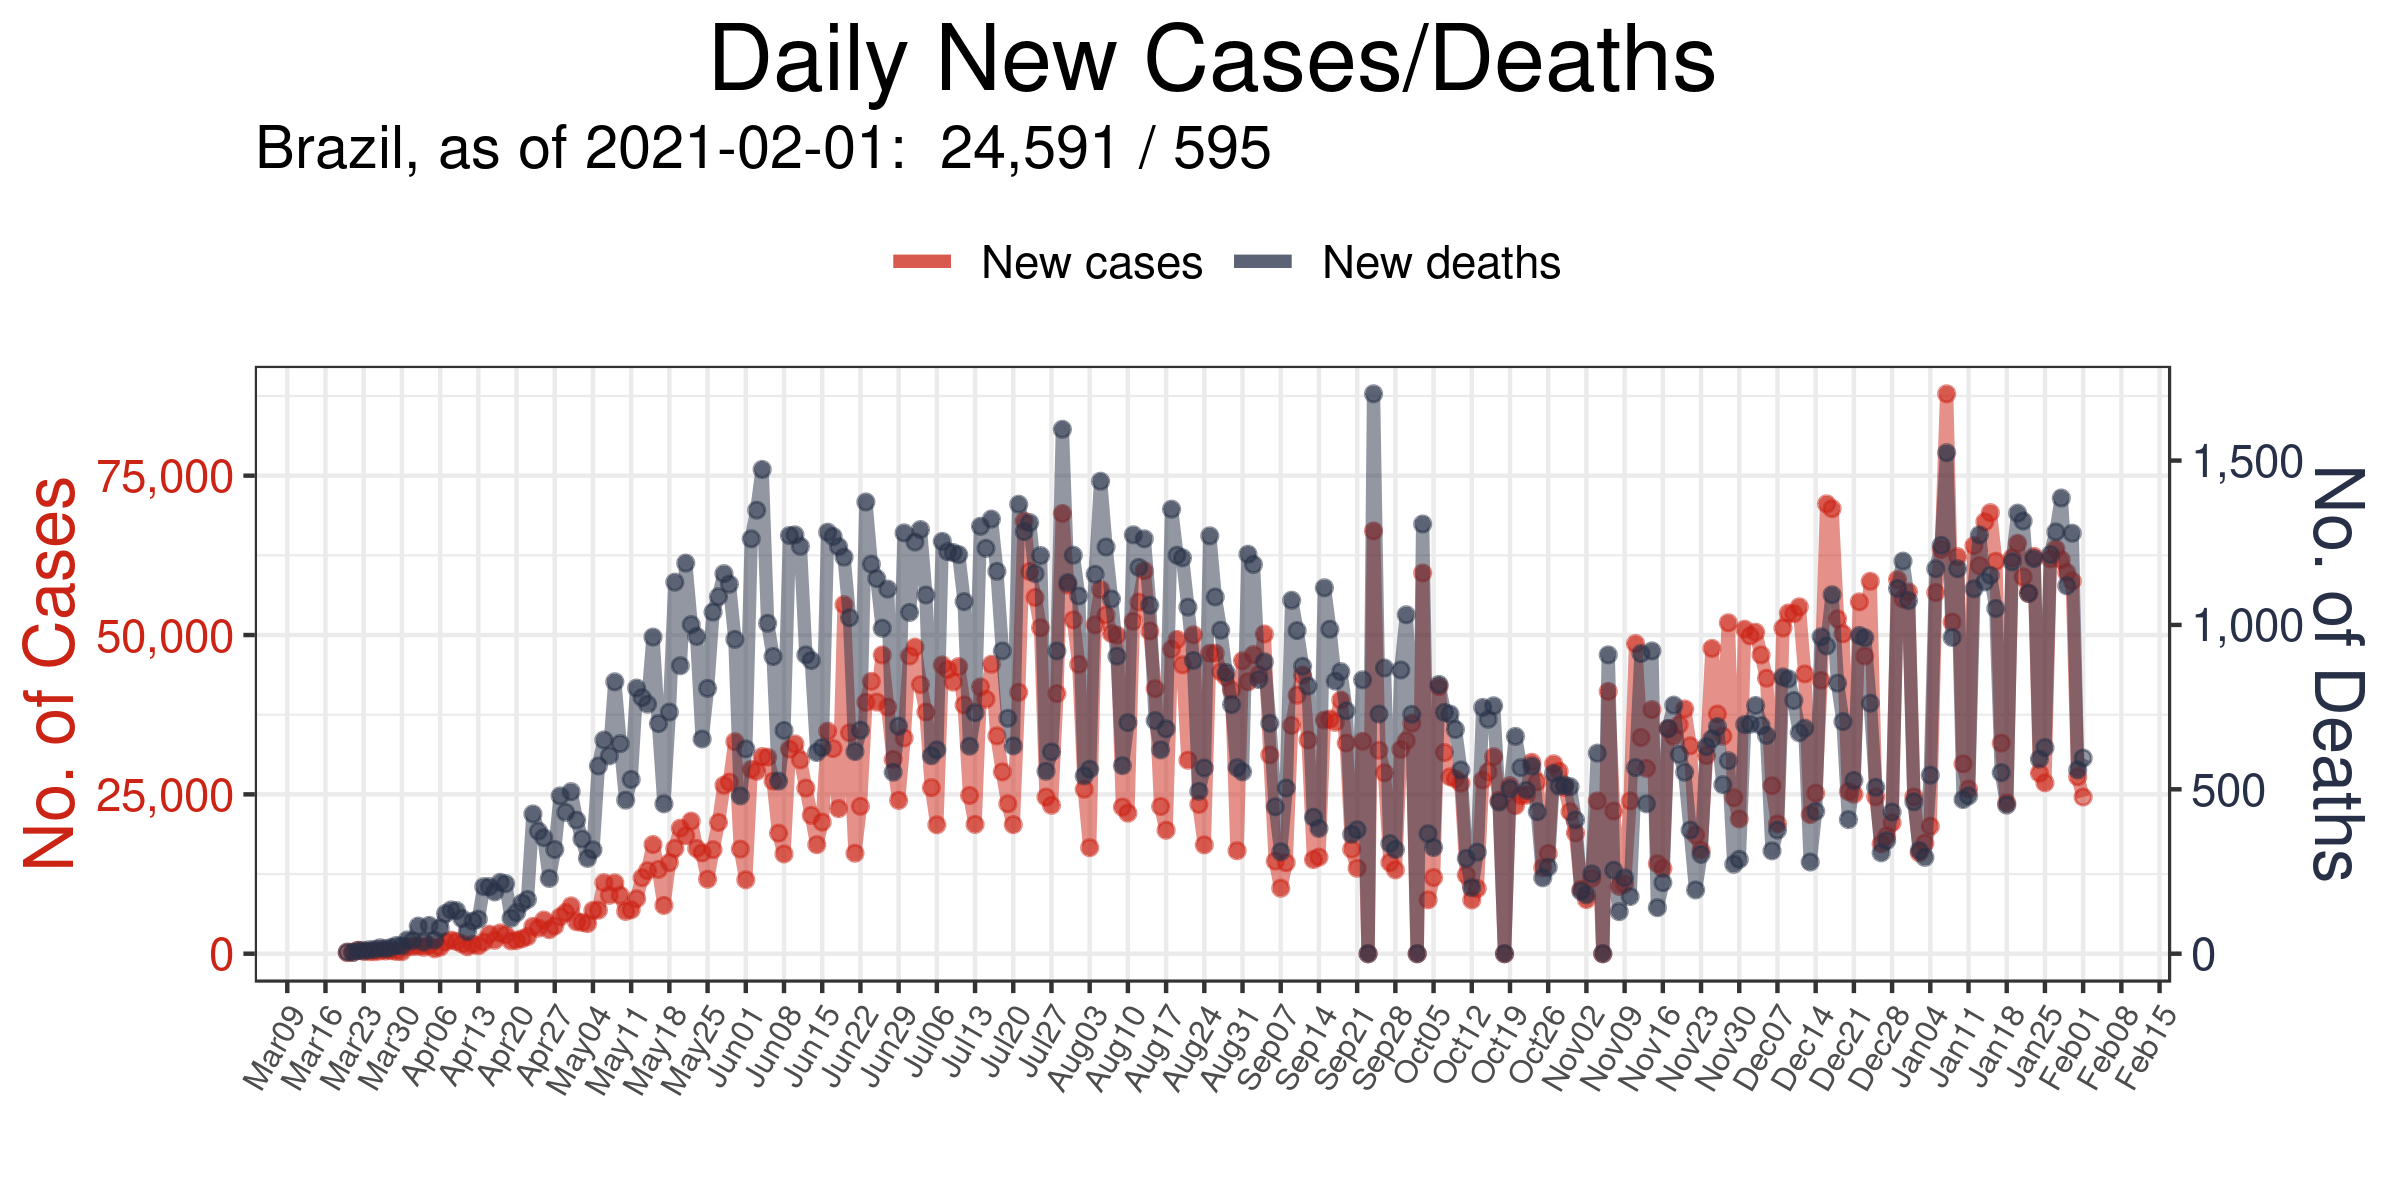 Daily New Cases/Deaths
Brazil, as of 2021-02-01:  24,591 / 595
New cases
New deaths
No. of Cases
75,000
50,000
25,000
0
1,500
1,000
500
0
No. of Deaths
Mar09
Mar16
Mar23
Mar30
Apr06
Apr13
Apr20
Apr27
May04
May11
May18
May25
Jun01
Jun08
Jun15
Jun22
Jun29
Jul06
Jul13
Jul20
Jul27
Aug03
Aug10
Aug17
Aug24
Aug31
Sep07
Sep14
Sep21
Sep28
Oct05
Oct12
Oct19
Oct26
Nov02
Nov09
Nov16
Nov23
Nov30
Dec07
Dec14
Dec21
Dec28
Jan04
Jan11
Jan18
Jan25
Feb01
Feb08
Feb15